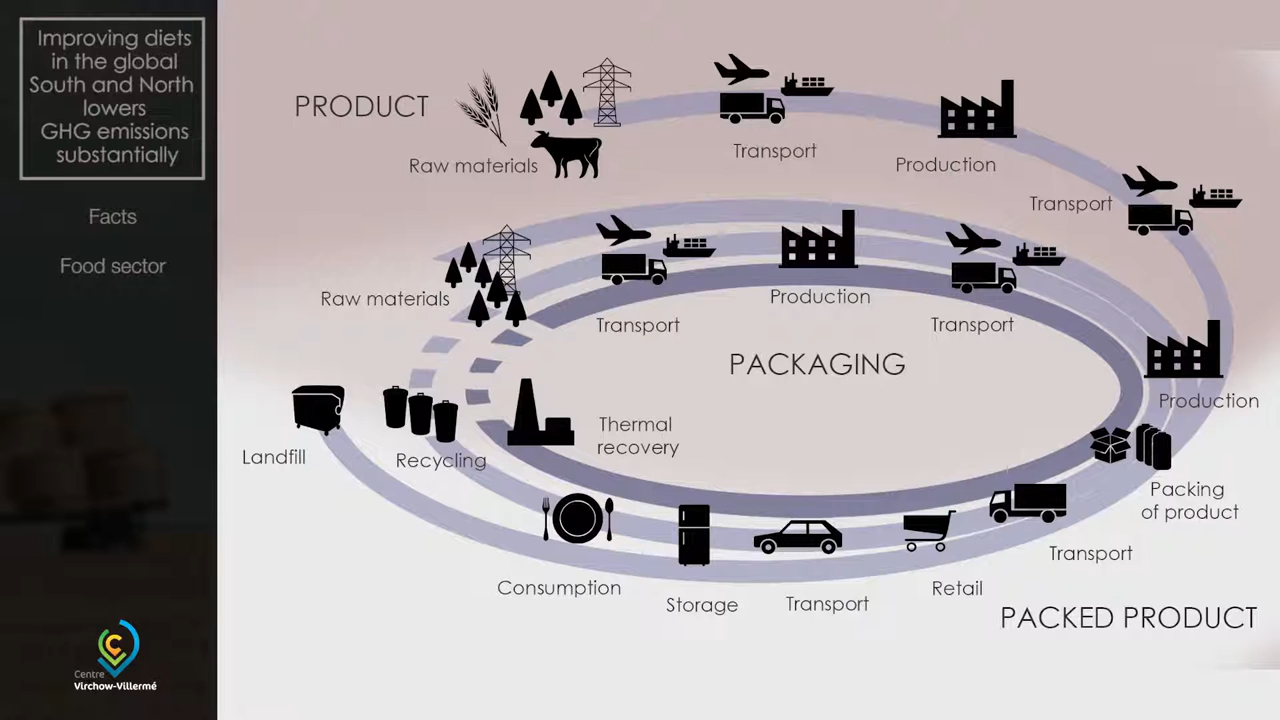 Improving diets
in the global
South and North
lowers
GHG emissions
substantially
Facts
Food sector
Centre
Virchow-Villermé
PRODUCT
Raw materials
Transport
Production
Transport
Raw materials
Transport
Production
Transport
PACKAGING
Production
Thermal
recovery
Landfill
Recycling
Packing
of product
Transport
Consumption
Storage
Transport
Retail
PACKED PRODUCT